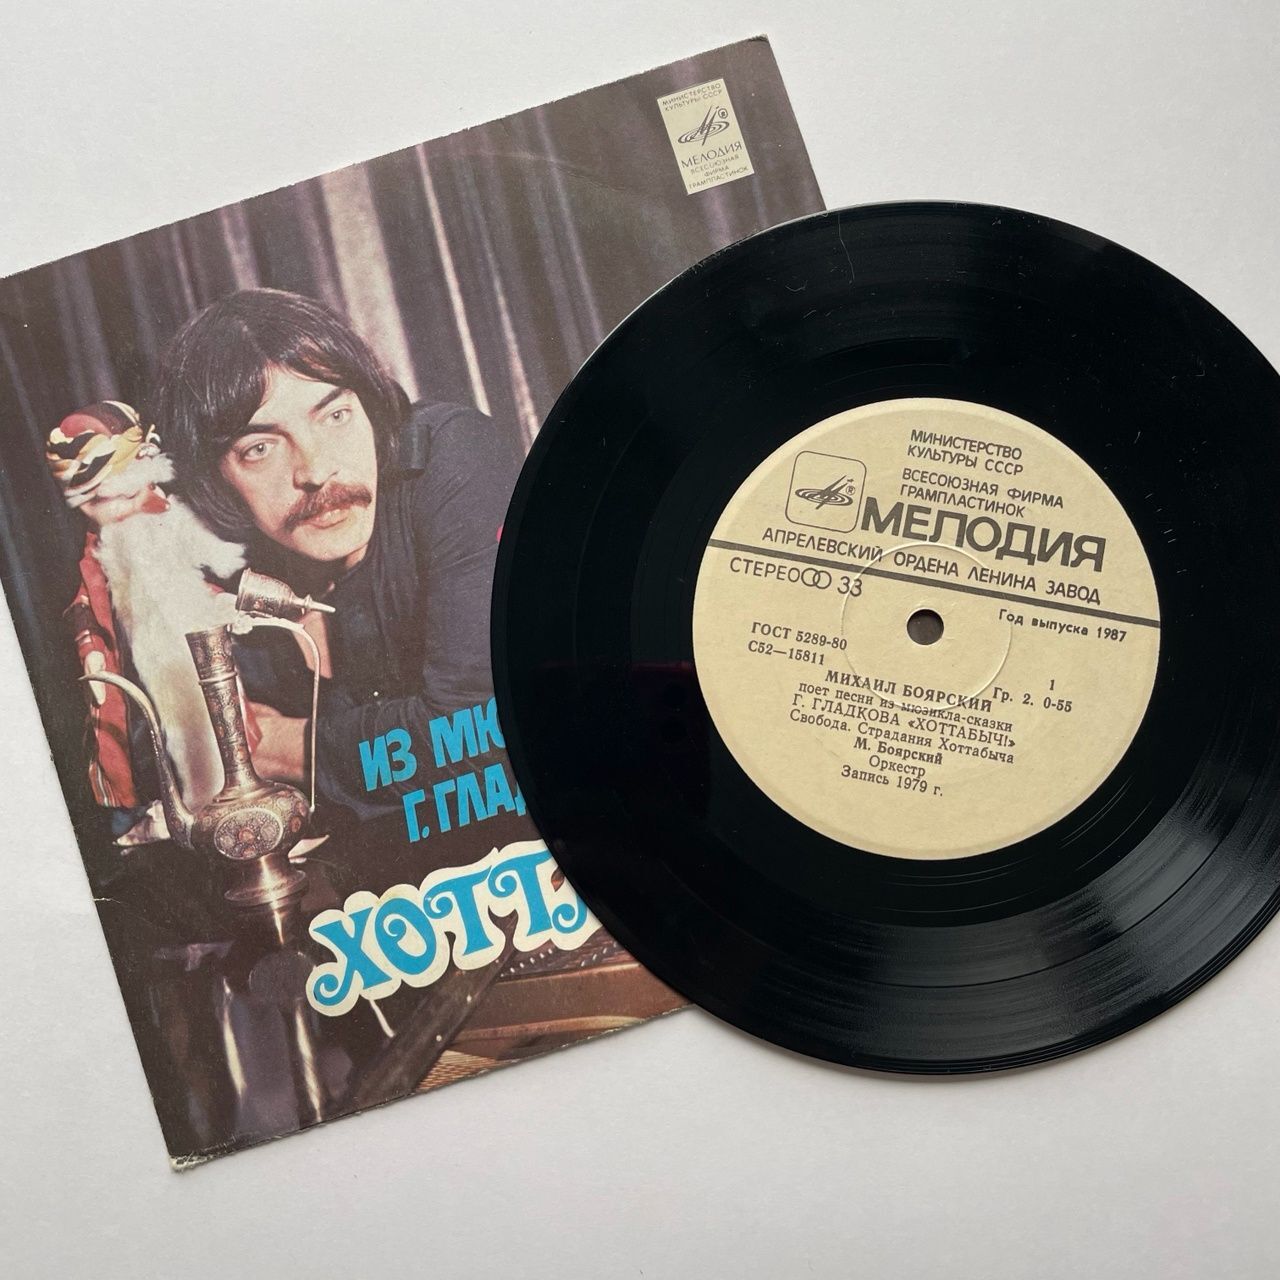 МИНИСТЕРСТВО
КУЛЬТУРЫ СССР
МЕЛОДИЯ
ВСЕСОЮЗНАЯ
ФИРМА
ГРАМПЛАСТИНОК
ИЗ МЮ
Г. ГЛАД
ХОТТА
МИНИСТЕРСТВО
КУЛЬТУРЫ СССР
ВСЕСОЮЗНАЯ ФИРМА
ГРАМПЛАСТИНОК
МЕЛОДИЯ
АПРЕЛЕВСКИЙ ОРДЕНА ЛЕНИНА ЗАВОД
СТЕРЕО 33
Год выпуска 1987
ГОСТ 5289-80
С52—15811
1
Гр. 2. 0-55
МИХАИЛ БОЯРСКИЙ
поет песни из мюзикла-сказки
Г. ГЛАДКОВА «ХОТТАБЫЧ!»
Свобода. Страдания Хоттабыча
М. Боярский
Оркестр
Запись 1979 г.